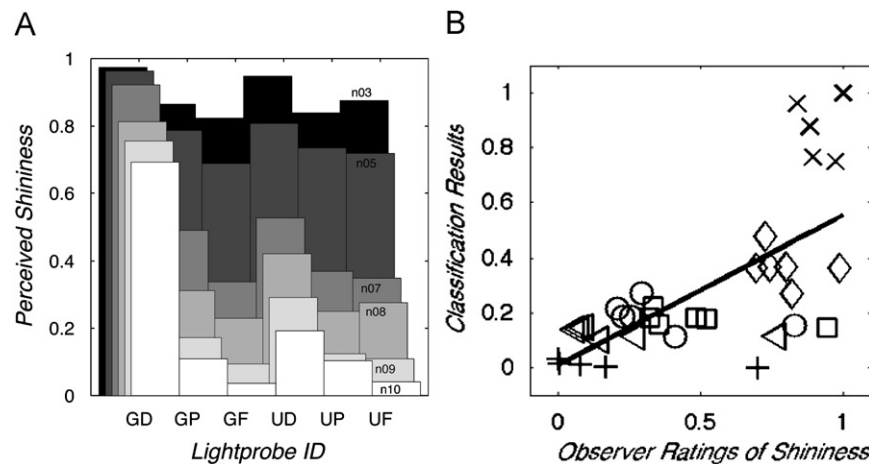 A
Perceived Shininess
1
0.8
0.6
0.4
0.2
0
n03
n05
n07
n08
n09
n10
GD GP GF UD UP UF
Lightprobe ID
B
Classification Results
1
0.8
0.6
0.4
0.2
0
0 0.5 1
Observer Ratings of Shininess